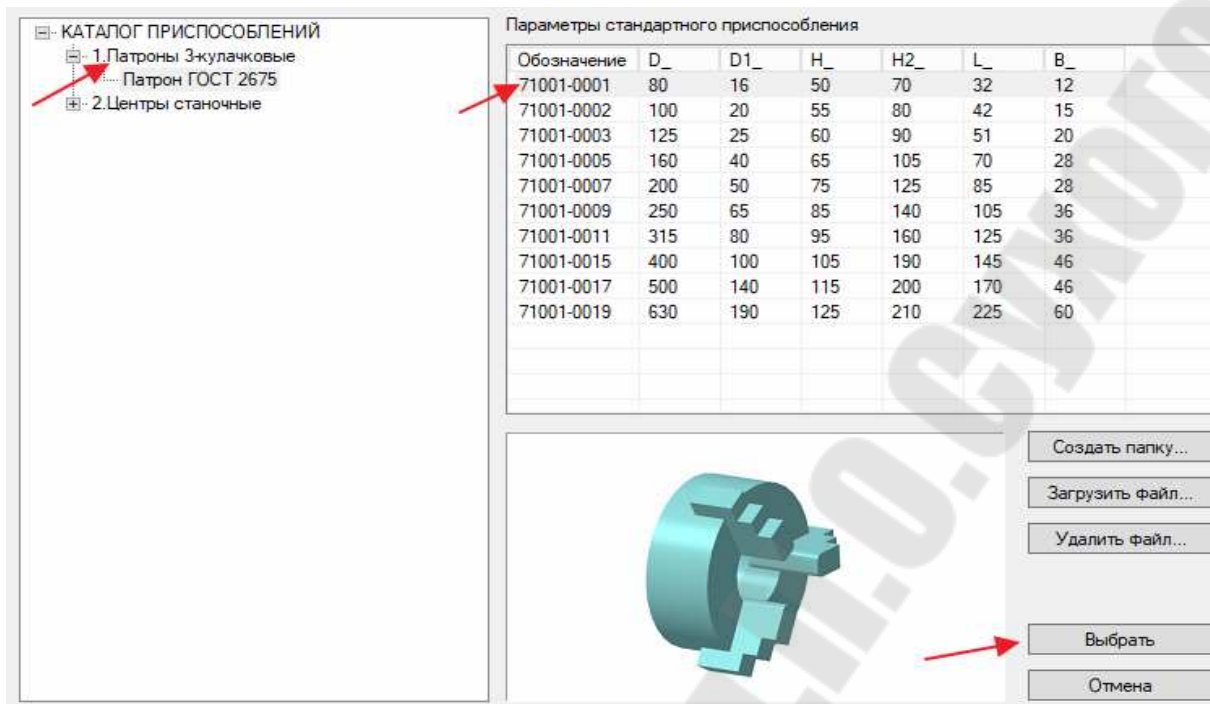 КАТАЛОГ ПРИСПОСОБЛЕНИЙ
1.Патроны 3-кулачковые
Патрон ГОСТ 2675
2.Центры станочные
Параметры стандартного приспособления
Обозначение D_ D1_ H_ H2_ L_ B_
71001-0001 80 16 50 70 32 12
71001-0002 100 20 55 80 42 15
71001-0003 125 25 60 90 51 20
71001-0005 160 40 65 105 70 28
71001-0007 200 50 75 125 85 28
71001-0009 250 65 85 140 105 36
71001-0011 315 80 95 160 125 36
71001-0015 400 100 105 190 145 46
71001-0017 500 140 115 200 170 46
71001-0019 630 190 125 210 225 60
Создать папку...
Загрузить файл...
Удалить файл...
Выбрать
Отмена